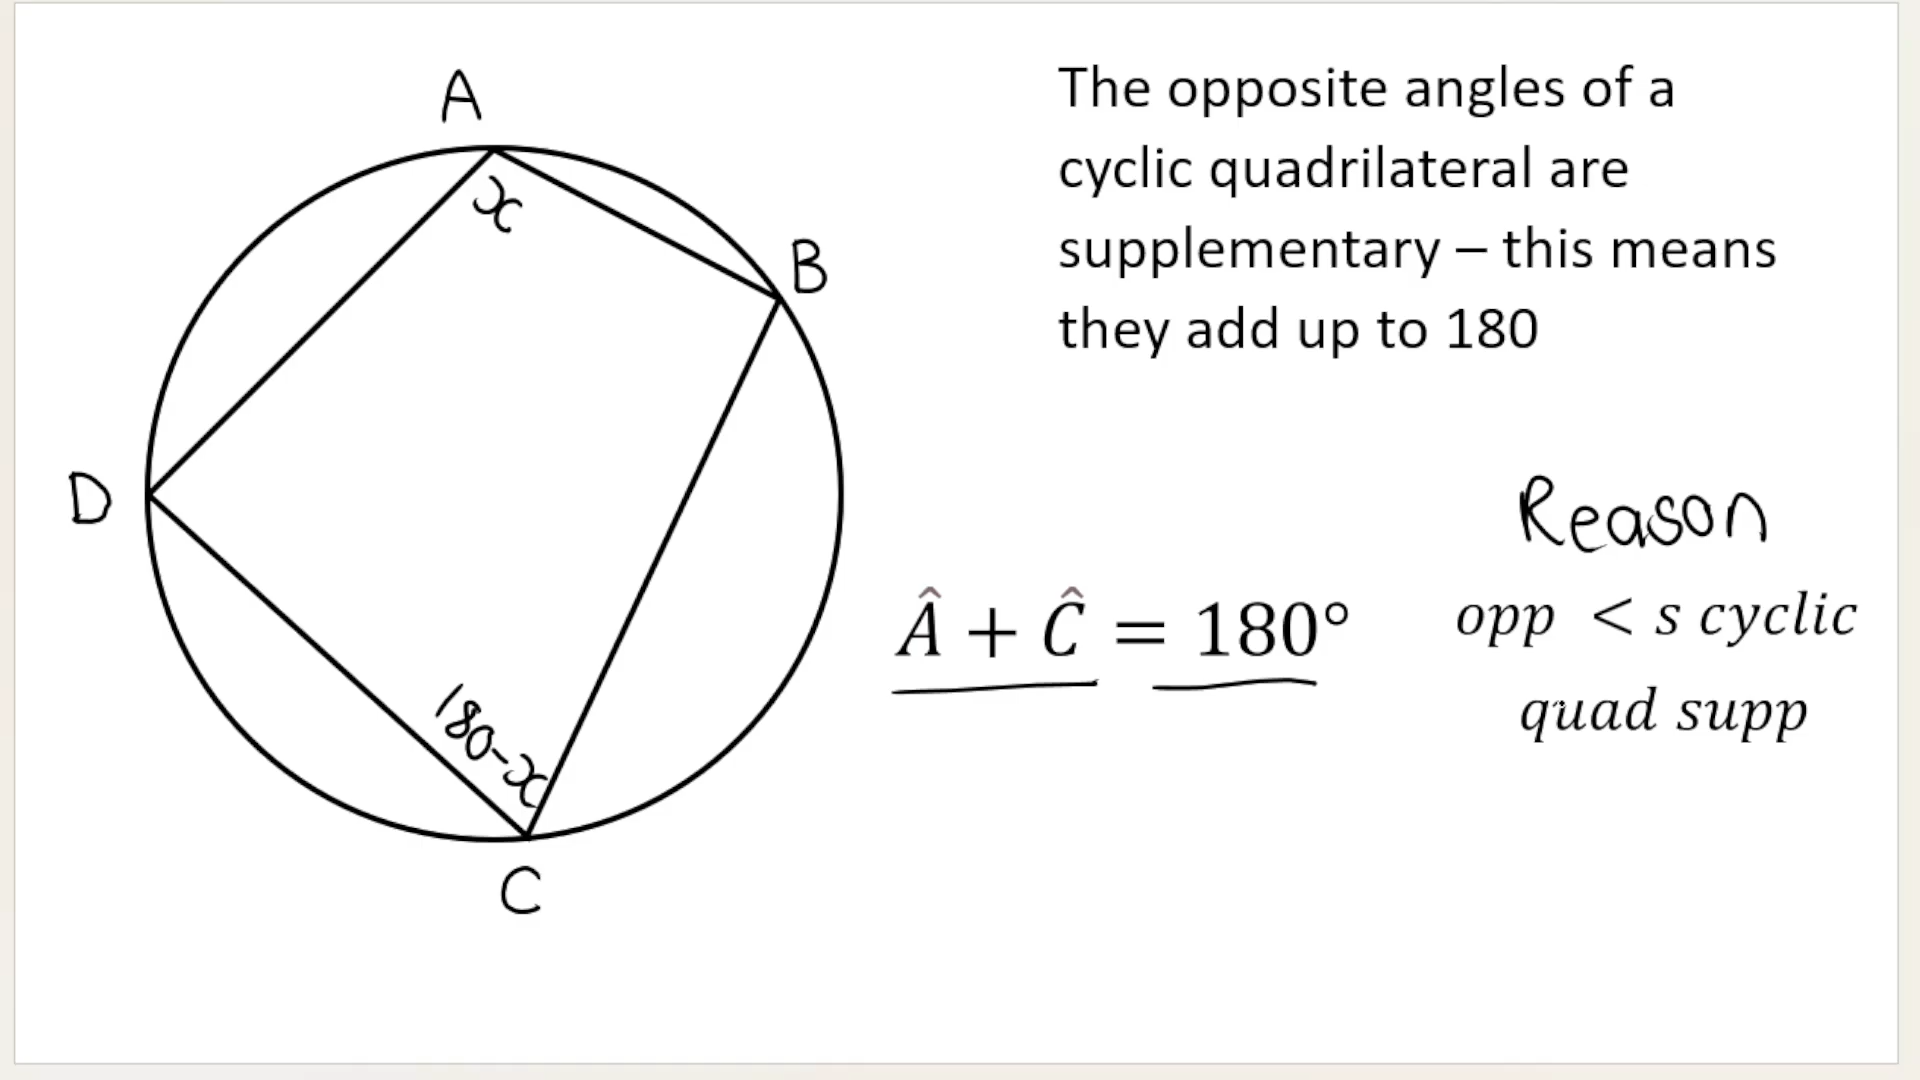 A
x
B
D
180-x
C
The opposite angles of a
cyclic quadrilateral are
supplementary – this means
they add up to 180
Reason
Â + Ĉ = 180°
opp < s cyclic
quad supp